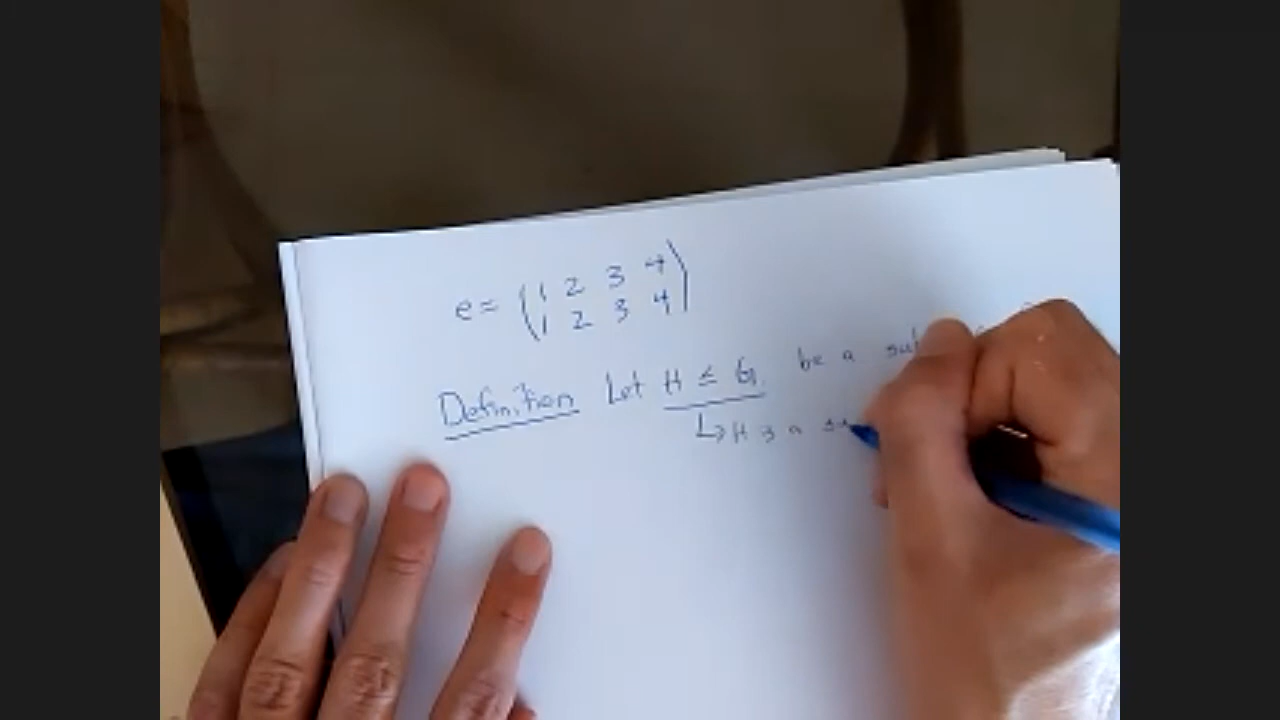 e = ( 1 2 3 4
1 2 3 4 )
Definition Let H ≤ G. be a
↳ H is a